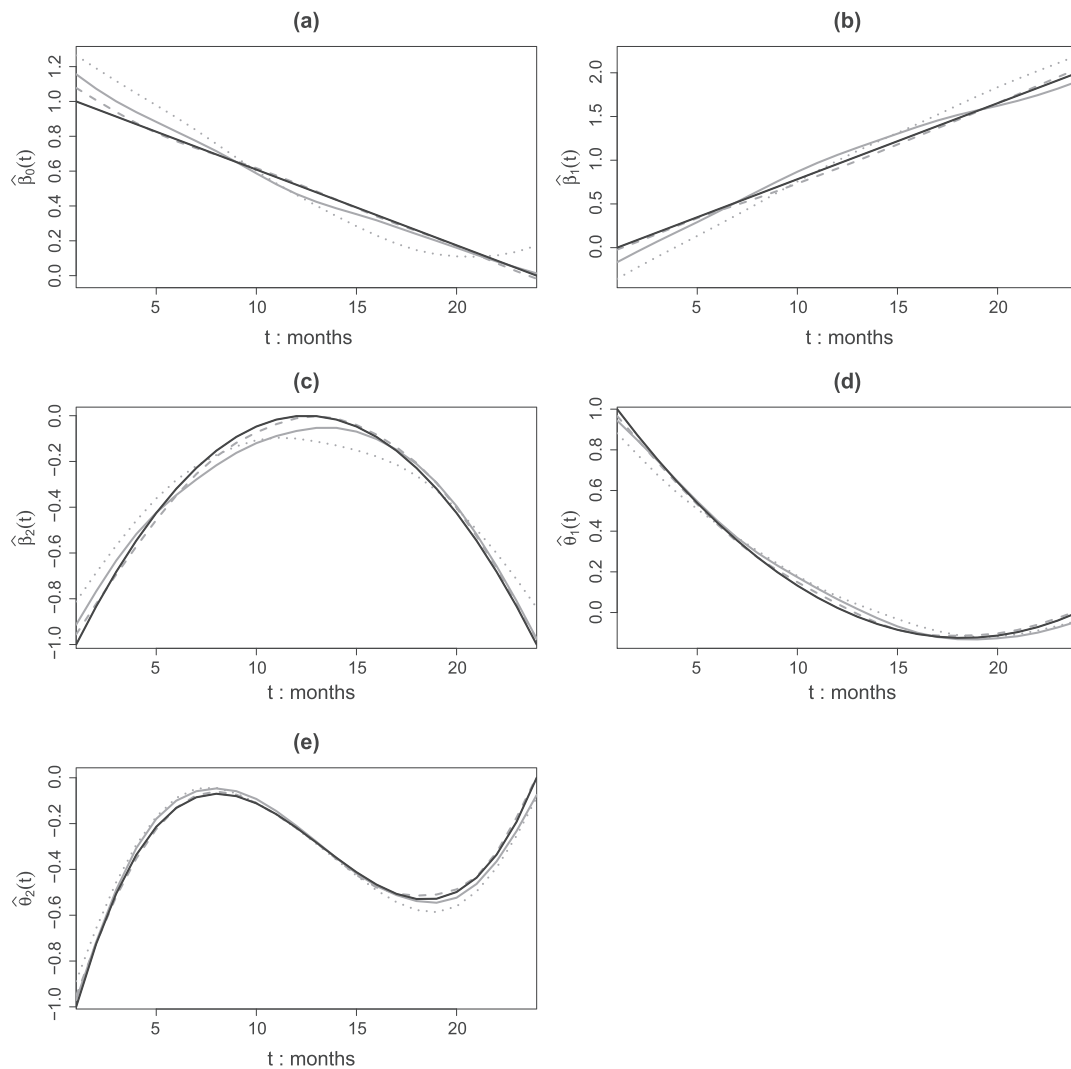 (a)
β̂₀(t)
0.0 0.2 0.4 0.6 0.8 1.0 1.2
5 10 15 20
t : months
(b)
β̂₁(t)
0.0 0.5 1.0 1.5 2.0
5 10 15 20
t : months
(c)
β̂₂(t)
−1.0 −0.8 −0.6 −0.4 −0.2 0.0
5 10 15 20
t : months
(d)
θ̂₁(t)
0.0 0.2 0.4 0.6 0.8 1.0
5 10 15 20
t : months
(e)
θ̂₂(t)
−1.0 −0.8 −0.6 −0.4 −0.2 0.0
5 10 15 20
t : months